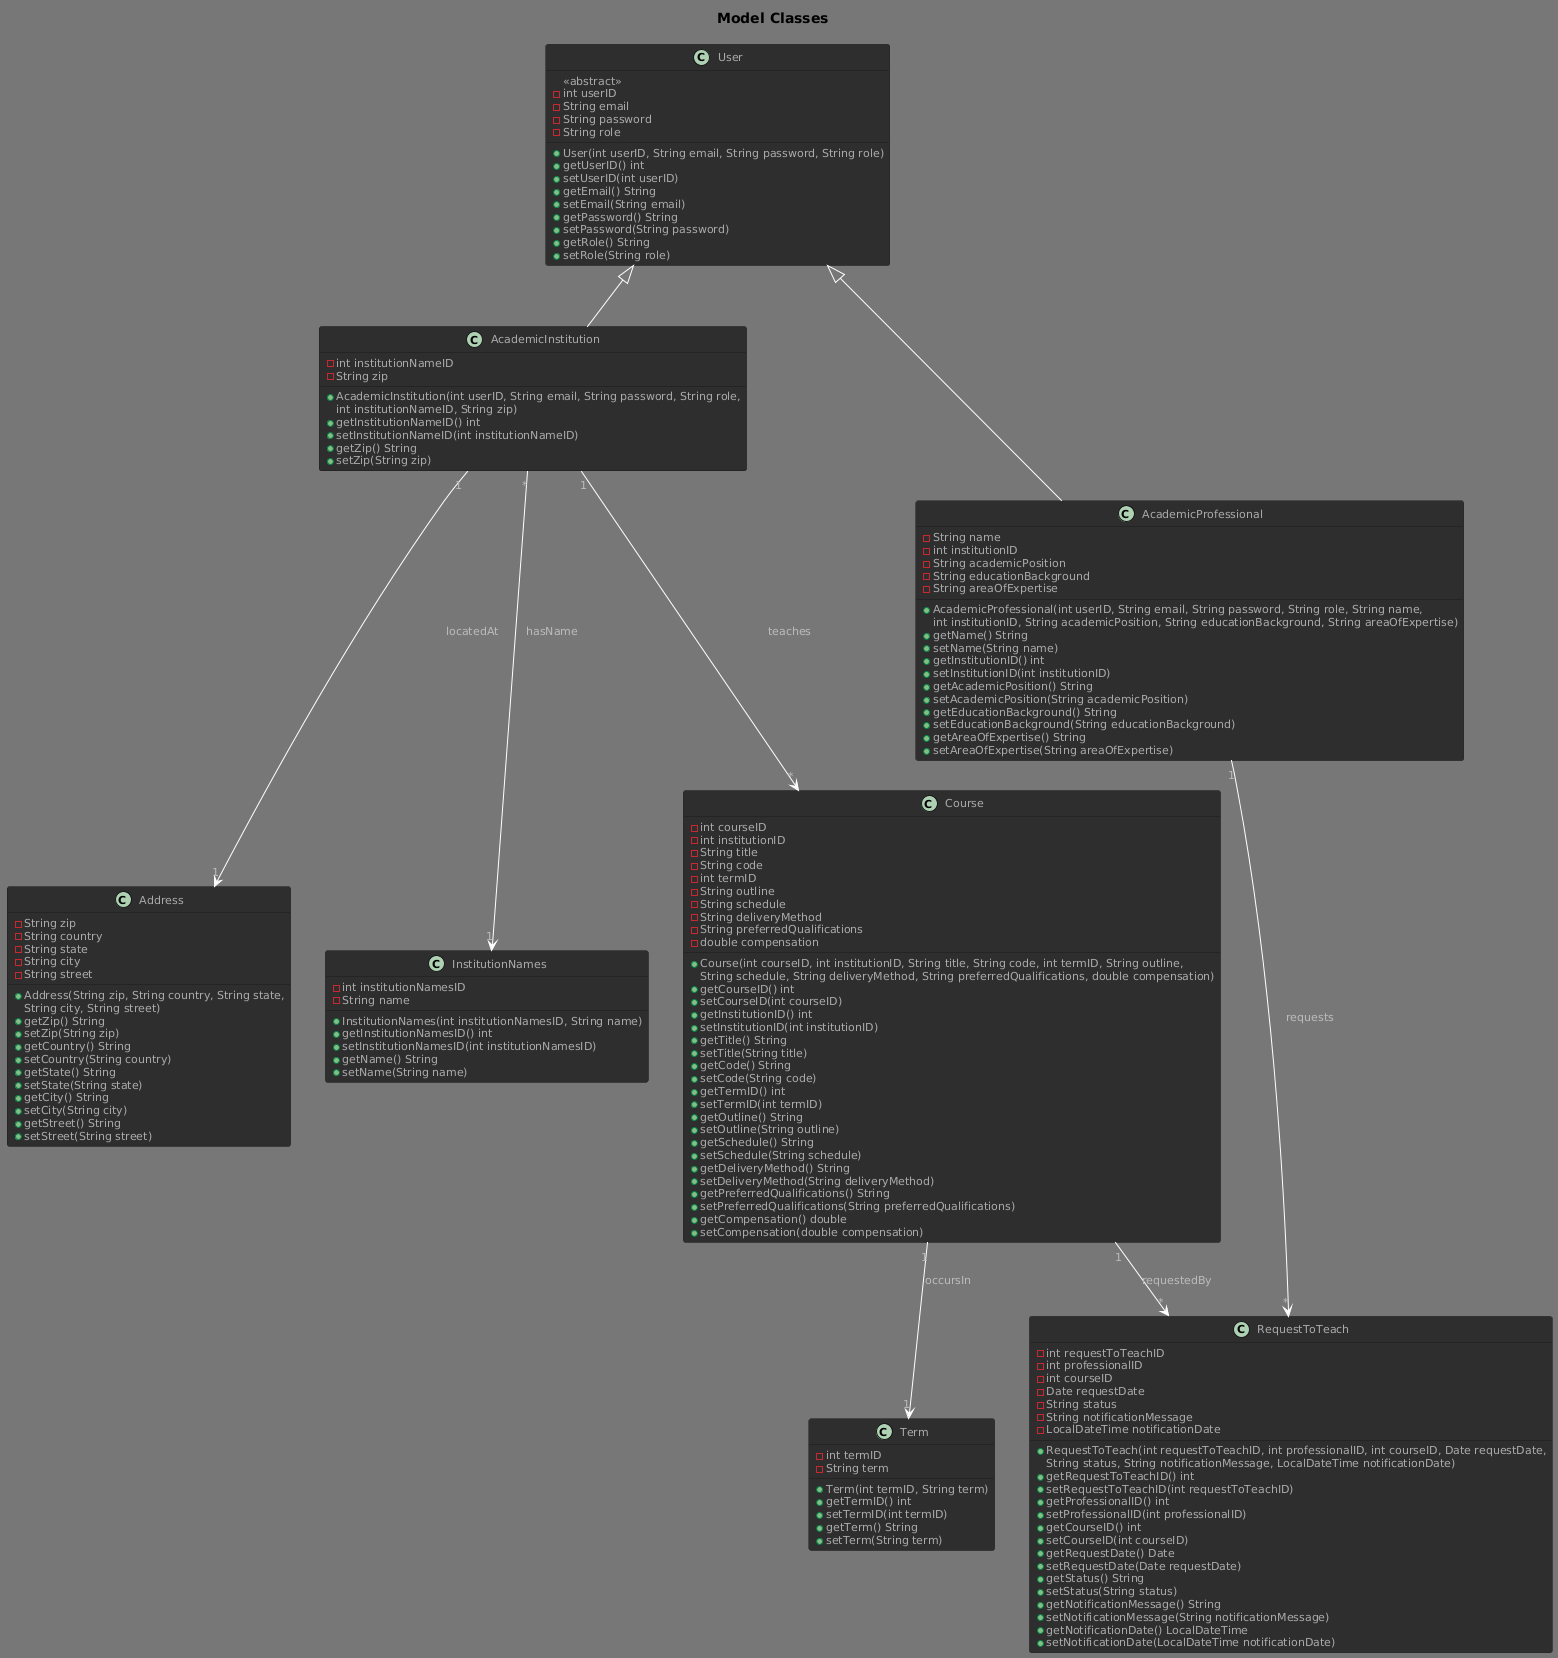 Model Classes
C User
«abstract»
int userID
String email
String password
String role
User(int userID, String email, String password, String role)
getUserID() int
setUserID(int userID)
getEmail() String
setEmail(String email)
getPassword() String
setPassword(String password)
getRole() String
setRole(String role)
C AcademicInstitution
int institutionNameID
String zip
AcademicInstitution(int userID, String email, String password, String role,
int institutionNameID, String zip)
getInstitutionNameID() int
setInstitutionNameID(int institutionNameID)
getZip() String
setZip(String zip)
1
*
1
C AcademicProfessional
String name
int institutionID
String academicPosition
String educationBackground
String areaOfExpertise
AcademicProfessional(int userID, String email, String password, String role, String name,
int institutionID, String academicPosition, String educationBackground, String areaOfExpertise)
getName() String
setName(String name)
getInstitutionID() int
setInstitutionID(int institutionID)
getAcademicPosition() String
setAcademicPosition(String academicPosition)
getEducationBackground() String
setEducationBackground(String educationBackground)
getAreaOfExpertise() String
setAreaOfExpertise(String areaOfExpertise)
locatedAt
hasName
teaches
*
1
C Course
int courseID
int institutionID
String title
String code
int termID
String outline
String schedule
String deliveryMethod
String preferredQualifications
double compensation
Course(int courseID, int institutionID, String title, String code, int termID, String outline,
String schedule, String deliveryMethod, String preferredQualifications, double compensation)
getCourseID() int
setCourseID(int courseID)
getInstitutionID() int
setInstitutionID(int institutionID)
getTitle() String
setTitle(String title)
getCode() String
setCode(String code)
getTermID() int
setTermID(int termID)
getOutline() String
setOutline(String outline)
getSchedule() String
setSchedule(String schedule)
getDeliveryMethod() String
setDeliveryMethod(String deliveryMethod)
getPreferredQualifications() String
setPreferredQualifications(String preferredQualifications)
getCompensation() double
setCompensation(double compensation)
1
C Address
String zip
String country
String state
String city
String street
Address(String zip, String country, String state,
String city, String street)
getZip() String
setZip(String zip)
getCountry() String
setCountry(String country)
getState() String
setState(String state)
getCity() String
setCity(String city)
getStreet() String
setStreet(String street)
1
C InstitutionNames
int institutionNamesID
String name
InstitutionNames(int institutionNamesID, String name)
getInstitutionNamesID() int
setInstitutionNamesID(int institutionNamesID)
getName() String
setName(String name)
requests
1
1
occursIn
requestedBy
*
*
1
C RequestToTeach
int requestToTeachID
int professionalID
int courseID
Date requestDate
String status
String notificationMessage
LocalDateTime notificationDate
RequestToTeach(int requestToTeachID, int professionalID, int courseID, Date requestDate,
String status, String notificationMessage, LocalDateTime notificationDate)
getRequestToTeachID() int
setRequestToTeachID(int requestToTeachID)
getProfessionalID() int
setProfessionalID(int professionalID)
getCourseID() int
setCourseID(int courseID)
getRequestDate() Date
setRequestDate(Date requestDate)
getStatus() String
setStatus(String status)
getNotificationMessage() String
setNotificationMessage(String notificationMessage)
getNotificationDate() LocalDateTime
setNotificationDate(LocalDateTime notificationDate)
C Term
int termID
String term
Term(int termID, String term)
getTermID() int
setTermID(int termID)
getTerm() String
setTerm(String term)